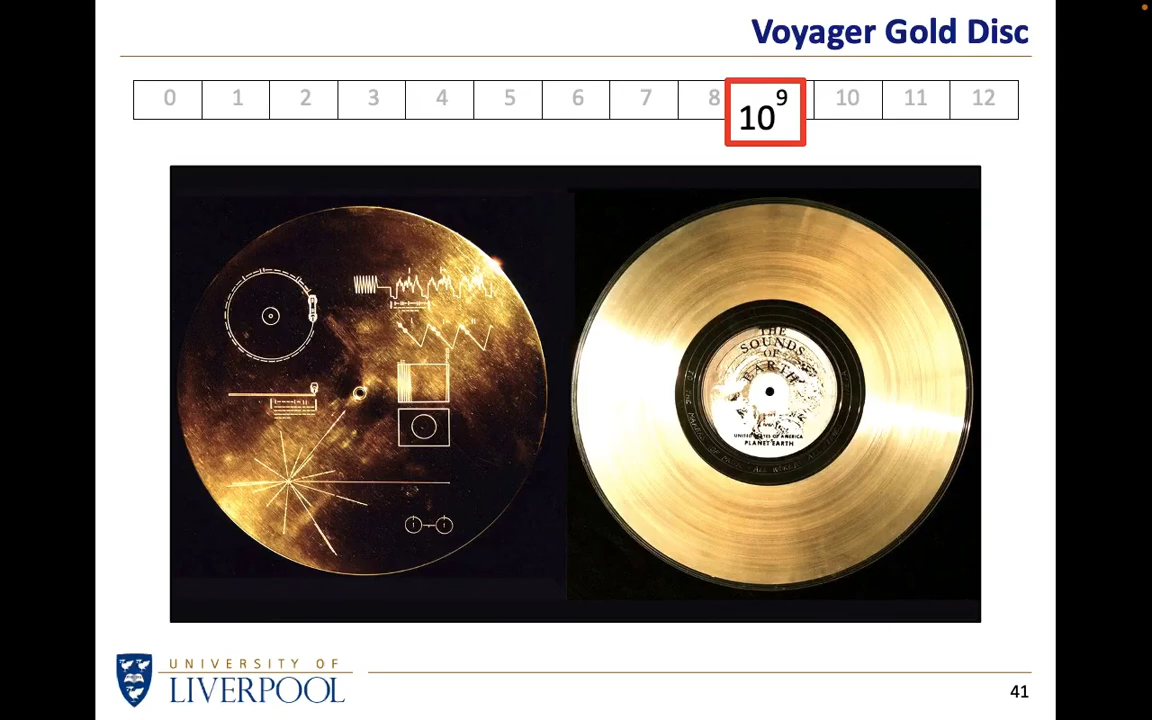 Voyager Gold Disc
0 1 2 3 4 5 6 7 8 10⁹ 10 11 12
THE
SOUNDS
OF
EARTH
UNITED STATES OF AMERICA
PLANET EARTH
UNIVERSITY OF
LIVERPOOL
41